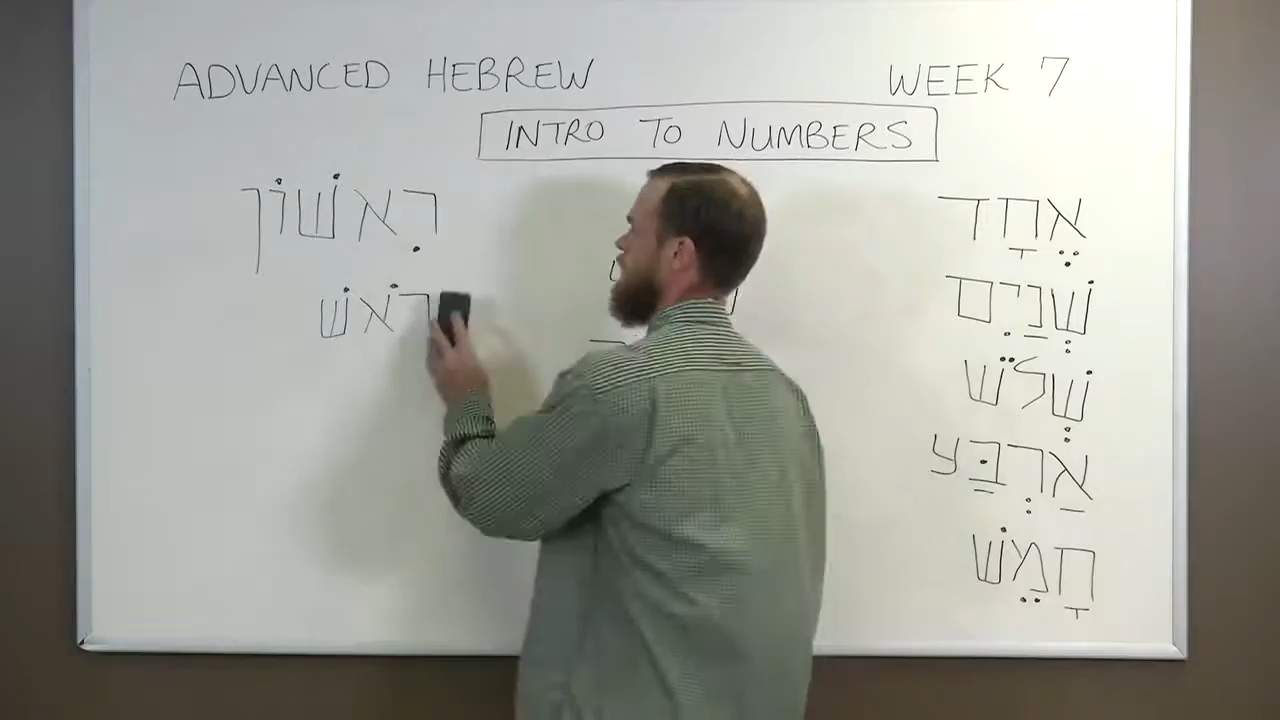 ADVANCED HEBREW WEEK 7
INTRO TO NUMBERS
אֶחָד
שְׁנַיִם
שְׁלֹשׁ
אַרְבַּע
חָמֵשׁ
רִאשׁוֹן
רֹאשׁ